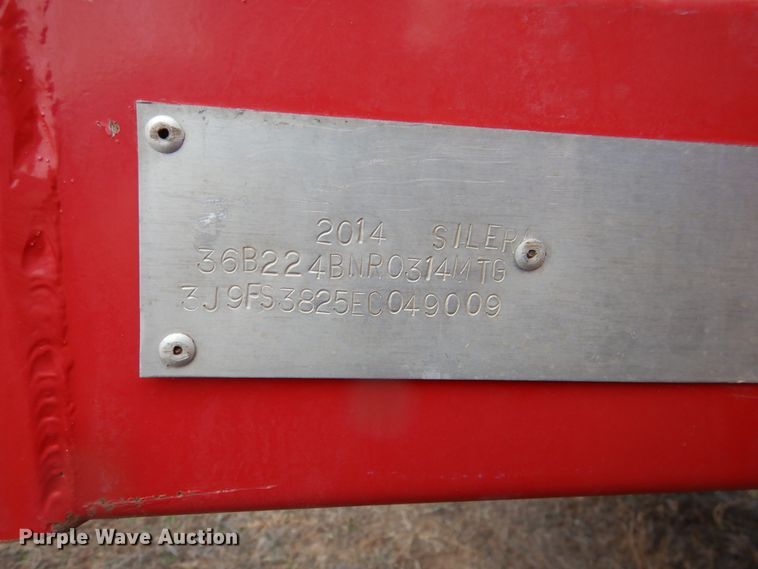 2014 SILER
36B224BNR0314MTG
3J9FS3825EC049009
Purple Wave Auction